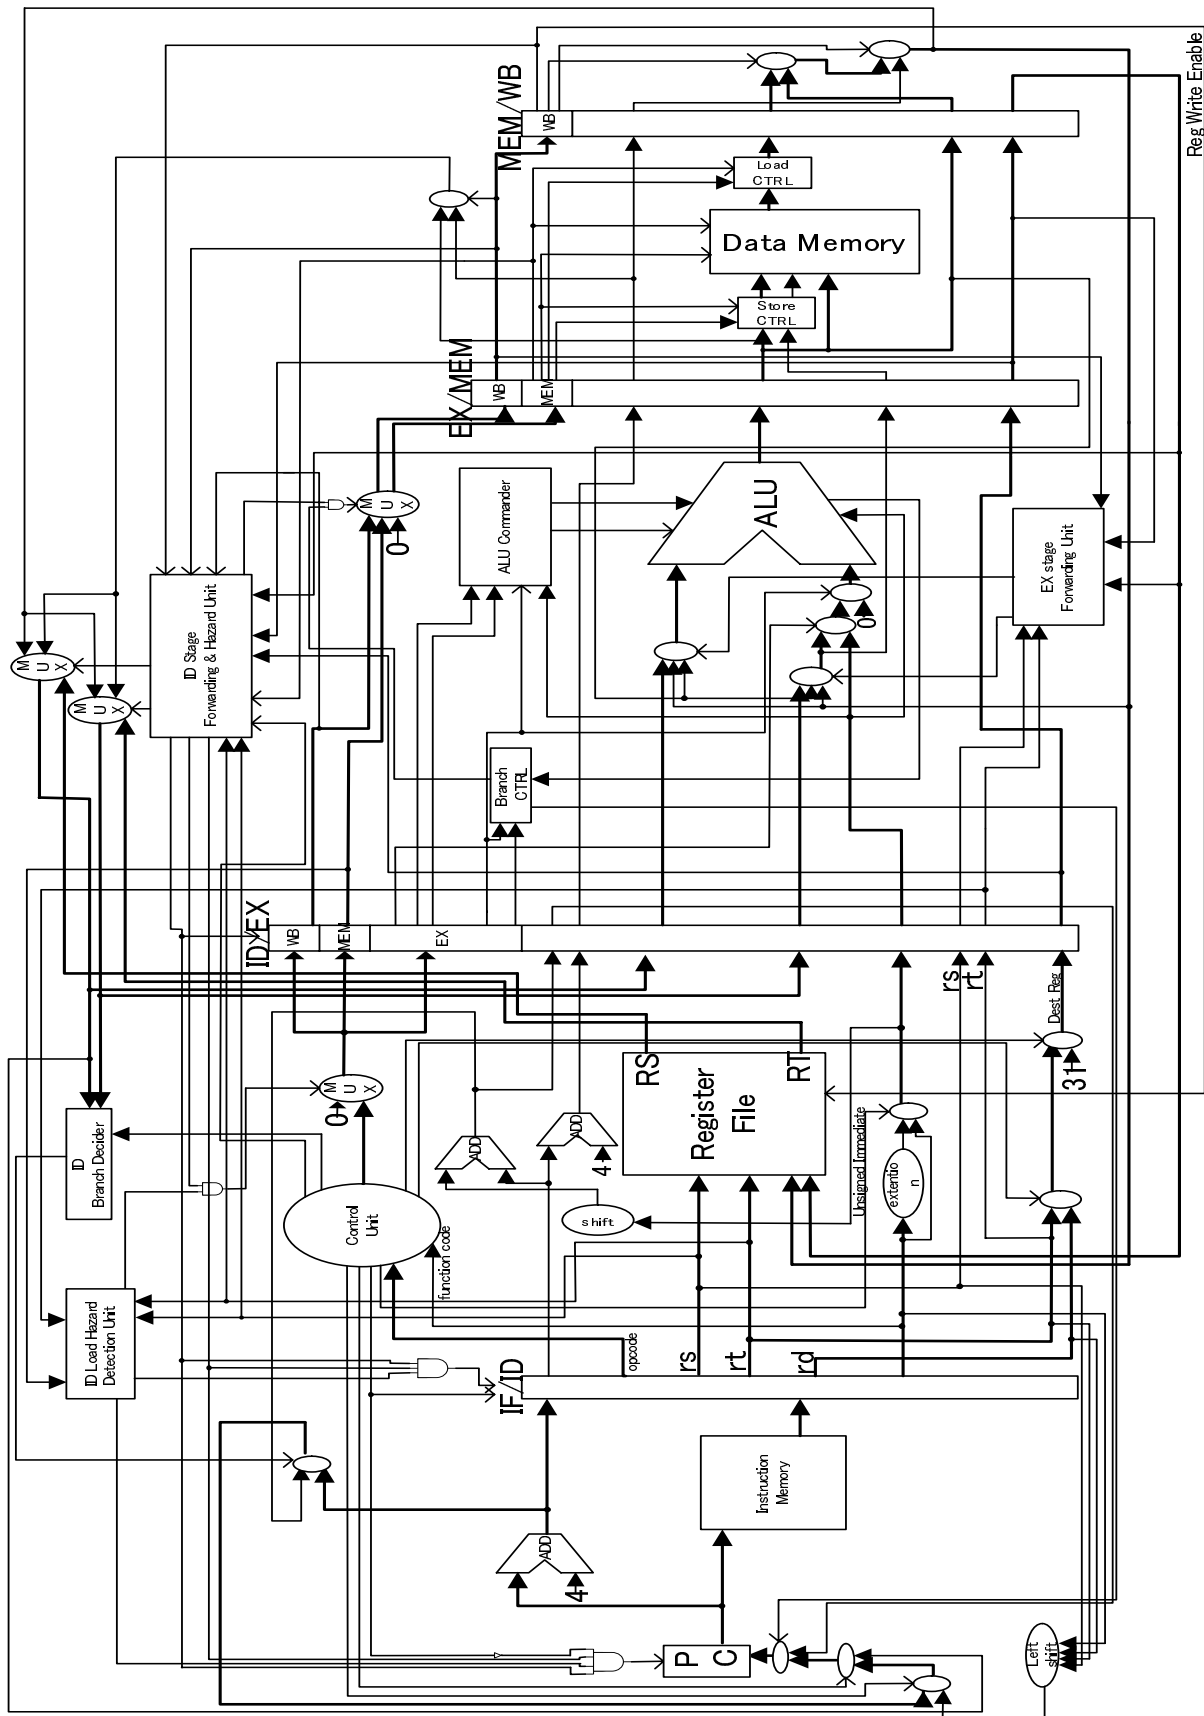 Reg Write Enable
MEM/WB
WB
Load
CTRL
Data Memory
Store
CTRL
EX/MEM
WB
MEM
M U X
0
ALU Commander
ALU
0
EX stage
Forwarding Unit
ID Stage
Forwarding & Hazard Unit
M U X
M U X
Branch
CTRL
ID/EX
WB
MEM
EX
rs
rt
Dest Reg
31
RS
RT
Register
File
M U X
0
ADD
ADD
4
ID
Branch Decider
Control
Unit
function code
shift
Unsigned Immediate
extentio
n
ID Load Hazard
Detection Unit
opcode
rs
rt
rd
IF/ID
Instruction
Memory
ADD
4
P C
Left
shift